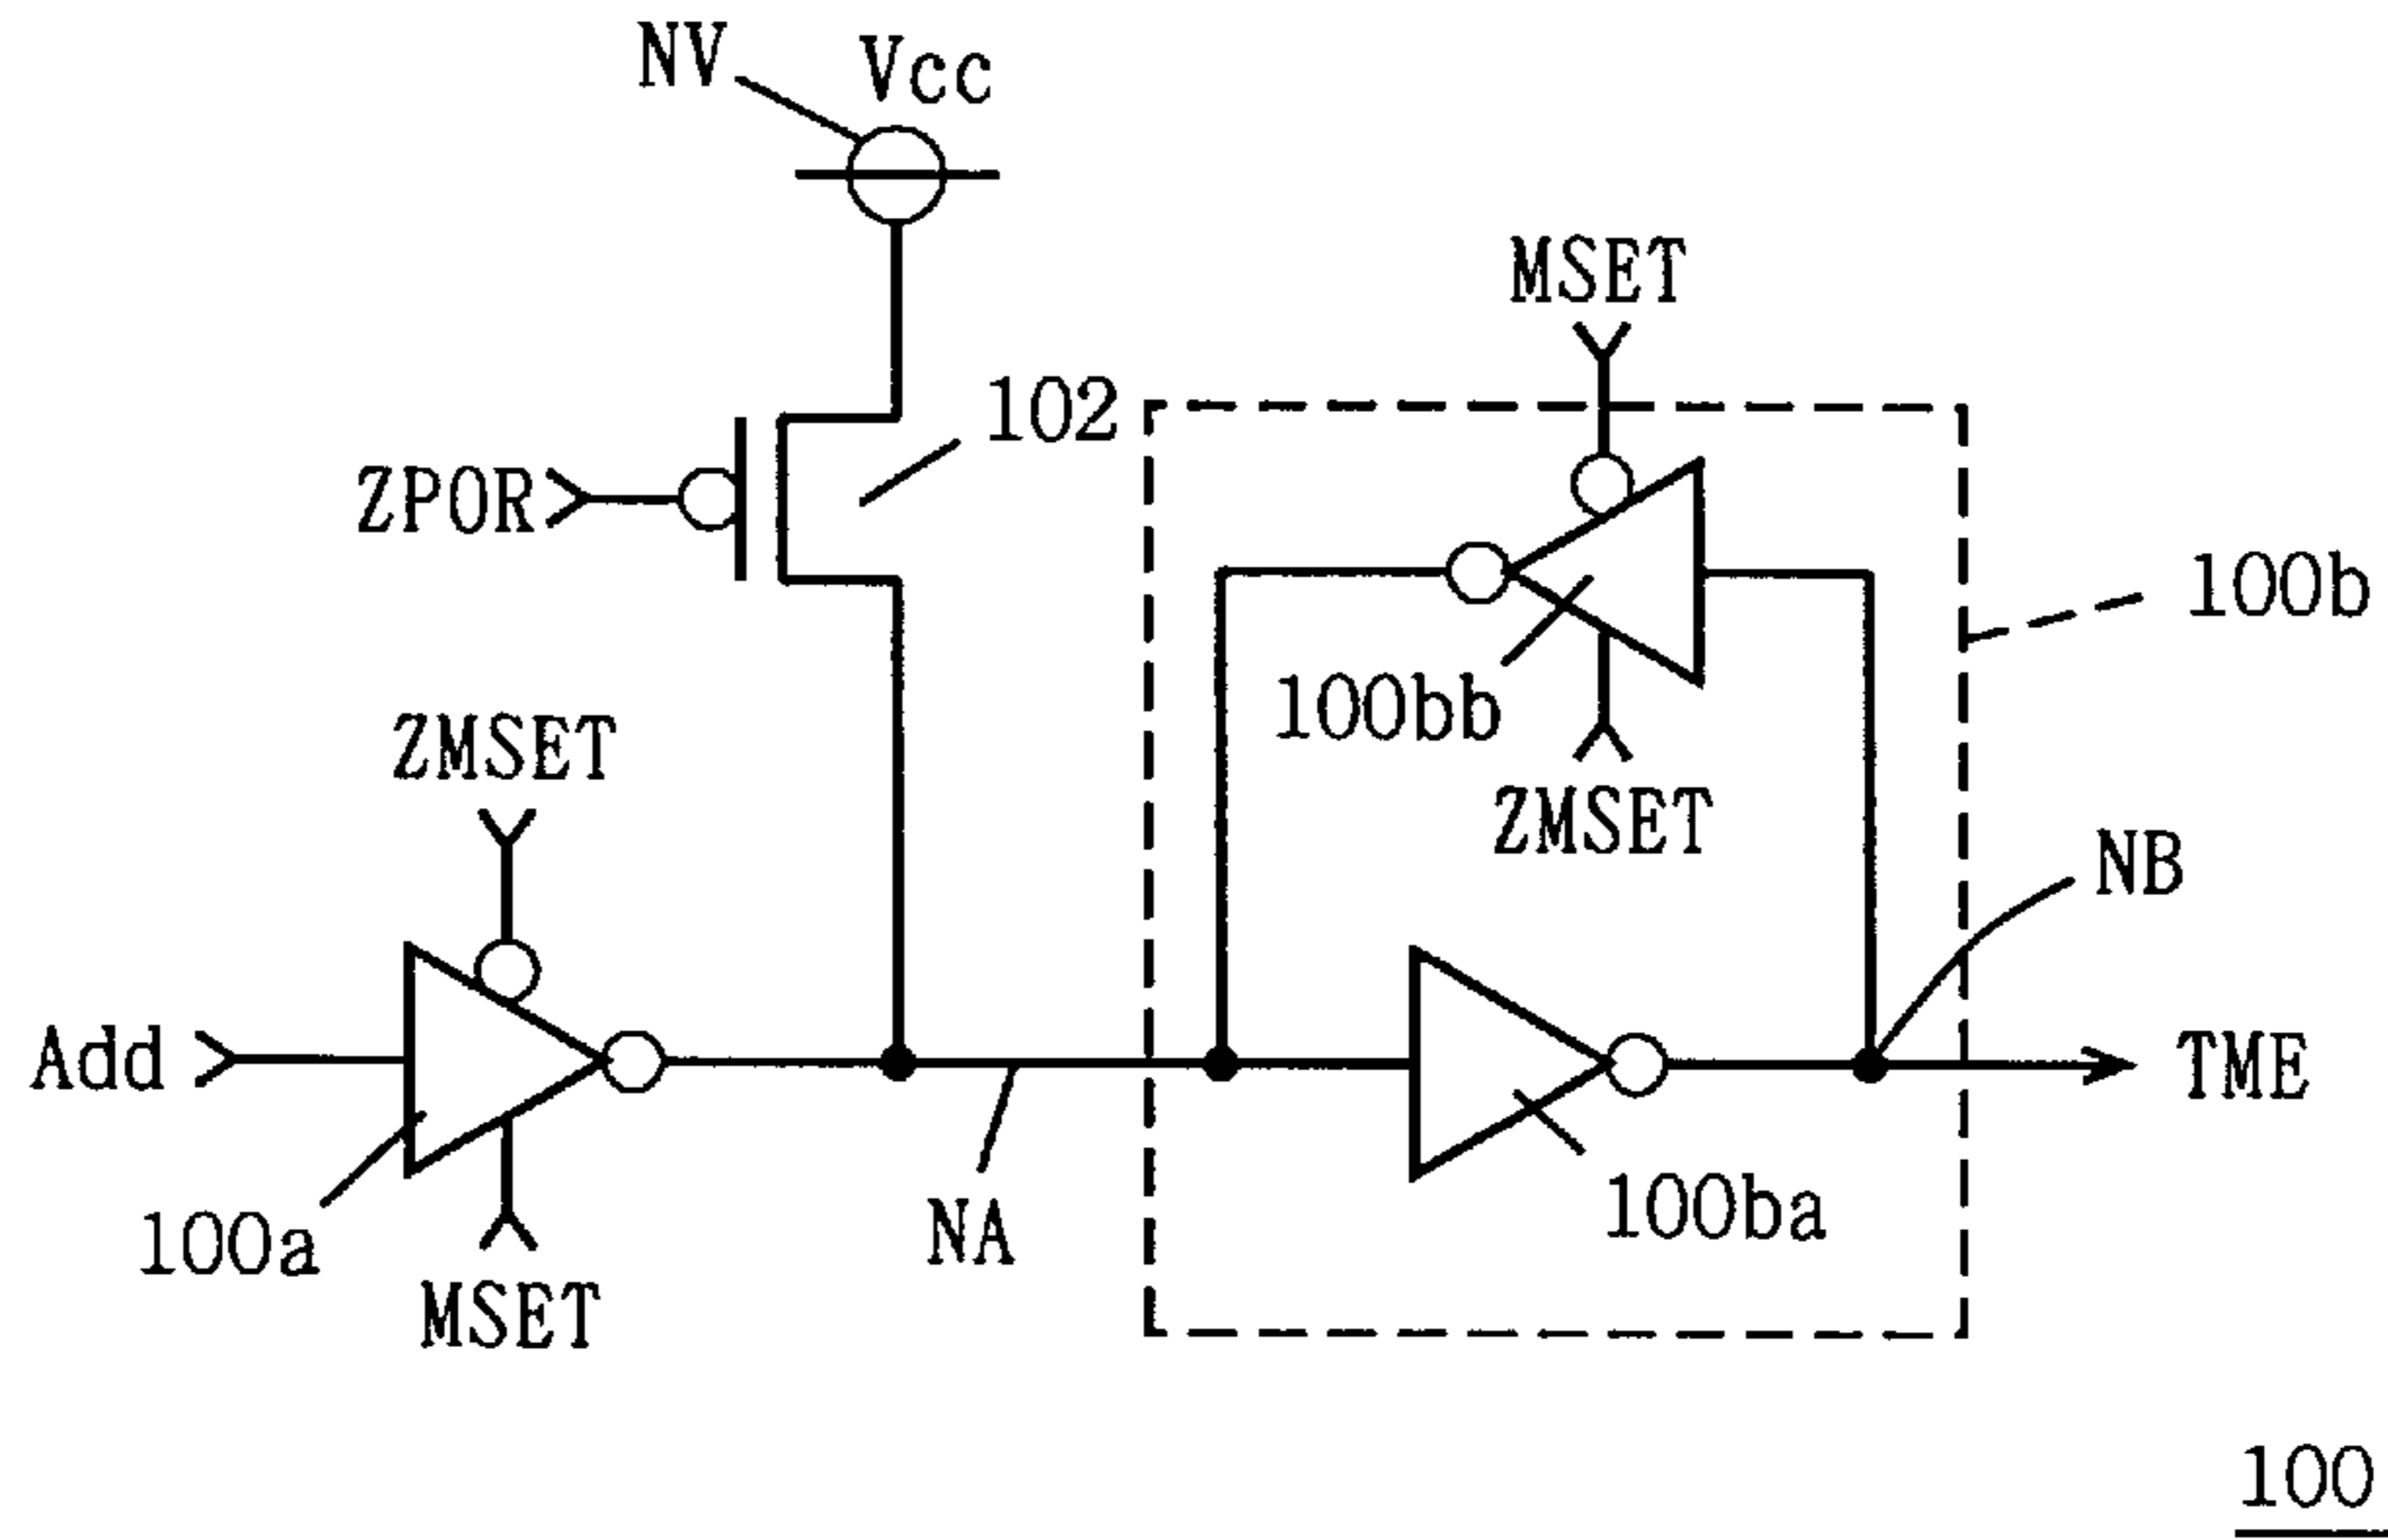 NV
Vcc
MSET
102
ZPOR
100b
100bb
ZMSET
ZMSET
NB
Add
TME
100a
NA
100ba
MSET
100